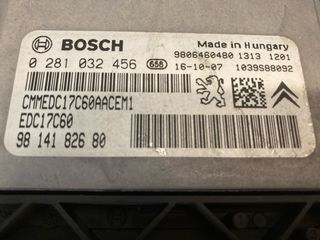 BOSCH
Made in Hungary
0 281 032 456 656
9806460480 1313 1201
16-10-07 1039S88092
CMMEDC17C60AACEM1
EDC17C60
98 141 826 80